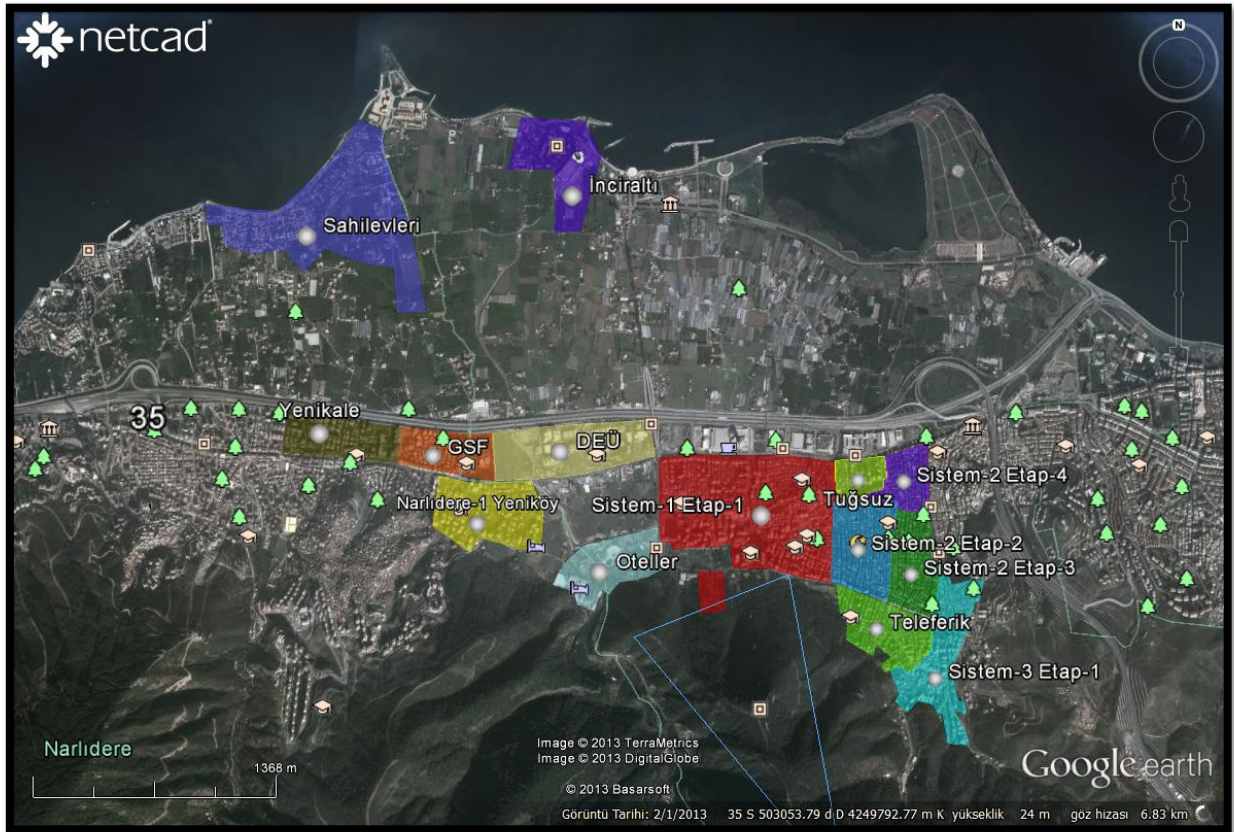 netcad
N
İnciraltı
Sahilevleri
Yenikale
35
GSF
DEÜ
Sistem-2 Etap-4
Narlıdere-1 Yeniköy
Sistem-1 Etap-1
Tuğsuz
Sistem-2 Etap-2
Oteller
Sistem-2 Etap-3
Teleferik
Sistem-3 Etap-1
Narlıdere
Image © 2013 TerraMetrics
Image © 2013 DigitalGlobe
1368 m
© 2013 Basarsoft
Google earth
Görüntü Tarihi: 2/1/2013 35 S 503053.79 d D 4249792.77 m K yükseklik 24 m göz hizası 6.83 km